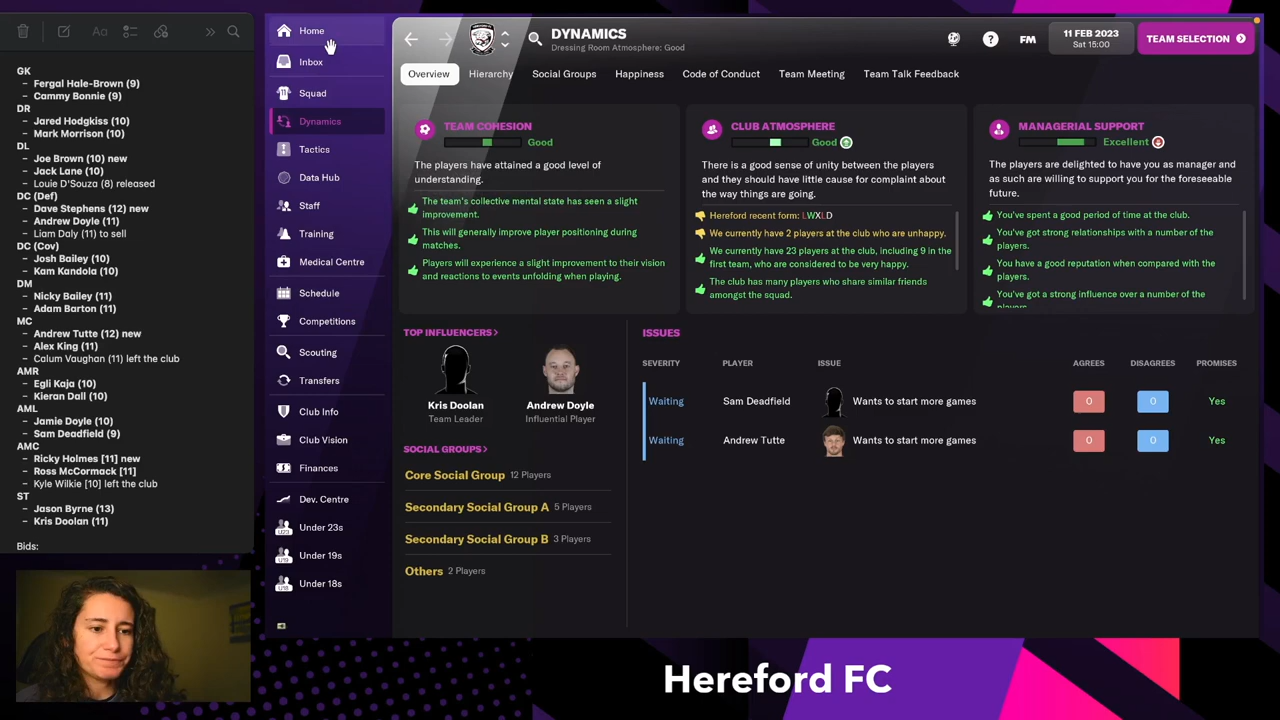 GK
– Fergal Hale-Brown (9)
– Cammy Bonnie (9)
DR
– Jared Hodgkiss (10)
– Mark Morrison (10)
DL
– Joe Brown (10) new
– Jack Lane (10)
– Louie D'Souza (8) released
DC (Def)
– Dave Stephens (12) new
– Andrew Doyle (11)
– Liam Daly (11) to sell
DC (Cov)
– Josh Bailey (10)
– Kam Kandola (10)
DM
– Nicky Bailey (11)
– Adam Barton (11)
MC
– Andrew Tutte (12) new
– Alex King (11)
– Calum Vaughan (11) left the club
AMR
– Egli Kaja (10)
– Kieran Dall (10)
AML
– Jamie Doyle (10)
– Sam Deadfield (9)
AMC
– Ricky Holmes [11] new
– Ross McCormack [11]
– Kyle Wilkie [10] left the club
ST
– Jason Byrne (13)
– Kris Doolan (11)
Bids:
Home
Inbox
Squad
Dynamics
Tactics
Data Hub
Staff
Training
Medical Centre
Schedule
Competitions
Scouting
Transfers
Club Info
Club Vision
Finances
Dev. Centre
Under 23s
Under 19s
Under 18s
DYNAMICS
Dressing Room Atmosphere: Good
FM
11 FEB 2023
Sat 15:00
TEAM SELECTION
Overview Hierarchy Social Groups Happiness Code of Conduct Team Meeting Team Talk Feedback
TEAM COHESION
Good
The players have attained a good level of
understanding.
The team's collective mental state has seen a slight
improvement.
This will generally improve player positioning during
matches.
Players will experience a slight improvement to their vision
and reactions to events unfolding when playing.
CLUB ATMOSPHERE
Good
There is a good sense of unity between the players
and they should have little cause for complaint about
the way things are going.
Hereford recent form: LWXLD
We currently have 2 players at the club who are unhappy.
We currently have 23 players at the club, including 9 in the
first team, who are considered to be very happy.
The club has many players who share similar friends
amongst the squad.
MANAGERIAL SUPPORT
Excellent
The players are delighted to have you as manager and
as such are willing to support you for the foreseeable
future.
You've spent a good period of time at the club.
You've got strong relationships with a number of the
players.
You have a good reputation when compared with the
players.
You've got a strong influence over a number of the
players.
TOP INFLUENCERS>
Kris Doolan
Team Leader
Andrew Doyle
Influential Player
SOCIAL GROUPS>
Core Social Group 12 Players
Secondary Social Group A 5 Players
Secondary Social Group B 3 Players
Others 2 Players
ISSUES
SEVERITY PLAYER ISSUE AGREES DISAGREES PROMISES
Waiting Sam Deadfield Wants to start more games 0 0 Yes
Waiting Andrew Tutte Wants to start more games 0 0 Yes
Hereford FC